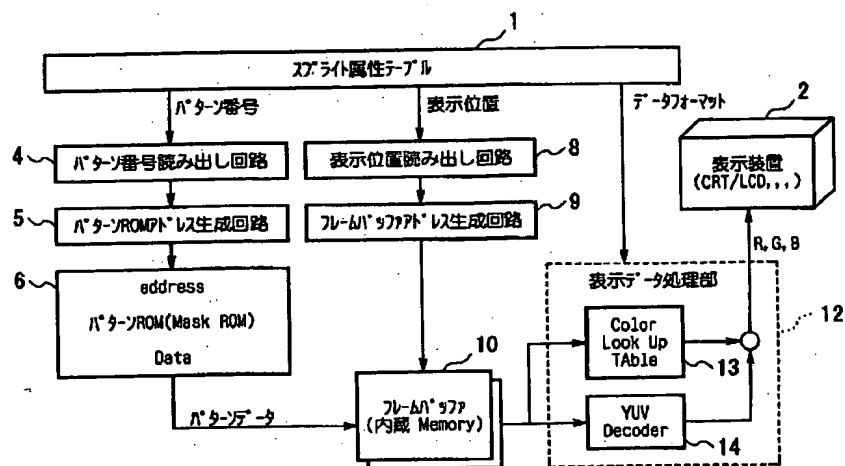 1
スプライト属性テーブル
パターン番号
表示位置
データフォーマット
2
4
パターン番号読み出し回路
表示位置読み出し回路
8
表示装置
(CRT/LCD,,,)
5
パターンROMアドレス生成回路
フレームバッファアドレス生成回路
9
R,G,B
6
address
パターンROM(Mask ROM)
Data
表示データ処理部
12
Color
Look Up
TAble
13
10
フレームバッファ
(内蔵 Memory)
パターンデータ
YUV
Decoder
14